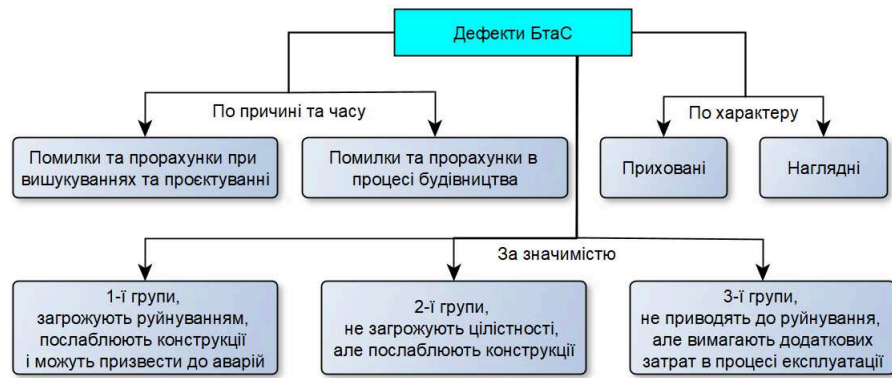 Дефекти БтаС
По причині та часу
По характеру
Помилки та прорахунки при
вишукуваннях та проєктуванні
Помилки та прорахунки в
процесі будівництва
Приховані
Наглядні
За значимістю
1-ї групи,
загрожують руйнуванням,
послаблюють конструкції
і можуть призвести до аварій
2-ї групи,
не загрожують цілістності,
але послаблюють конструкції
3-ї групи,
не приводять до руйнування,
але вимагають додаткових
затрат в процесі експлуатації